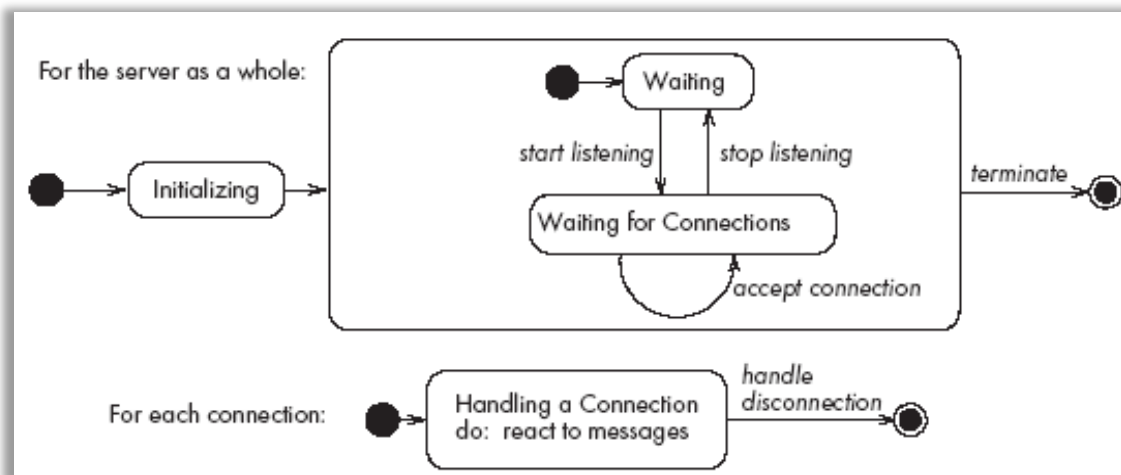 For the server as a whole:
Waiting
start listening
stop listening
Initializing
terminate
Waiting for Connections
accept connection
For each connection:
Handling a Connection
do: react to messages
handle
disconnection